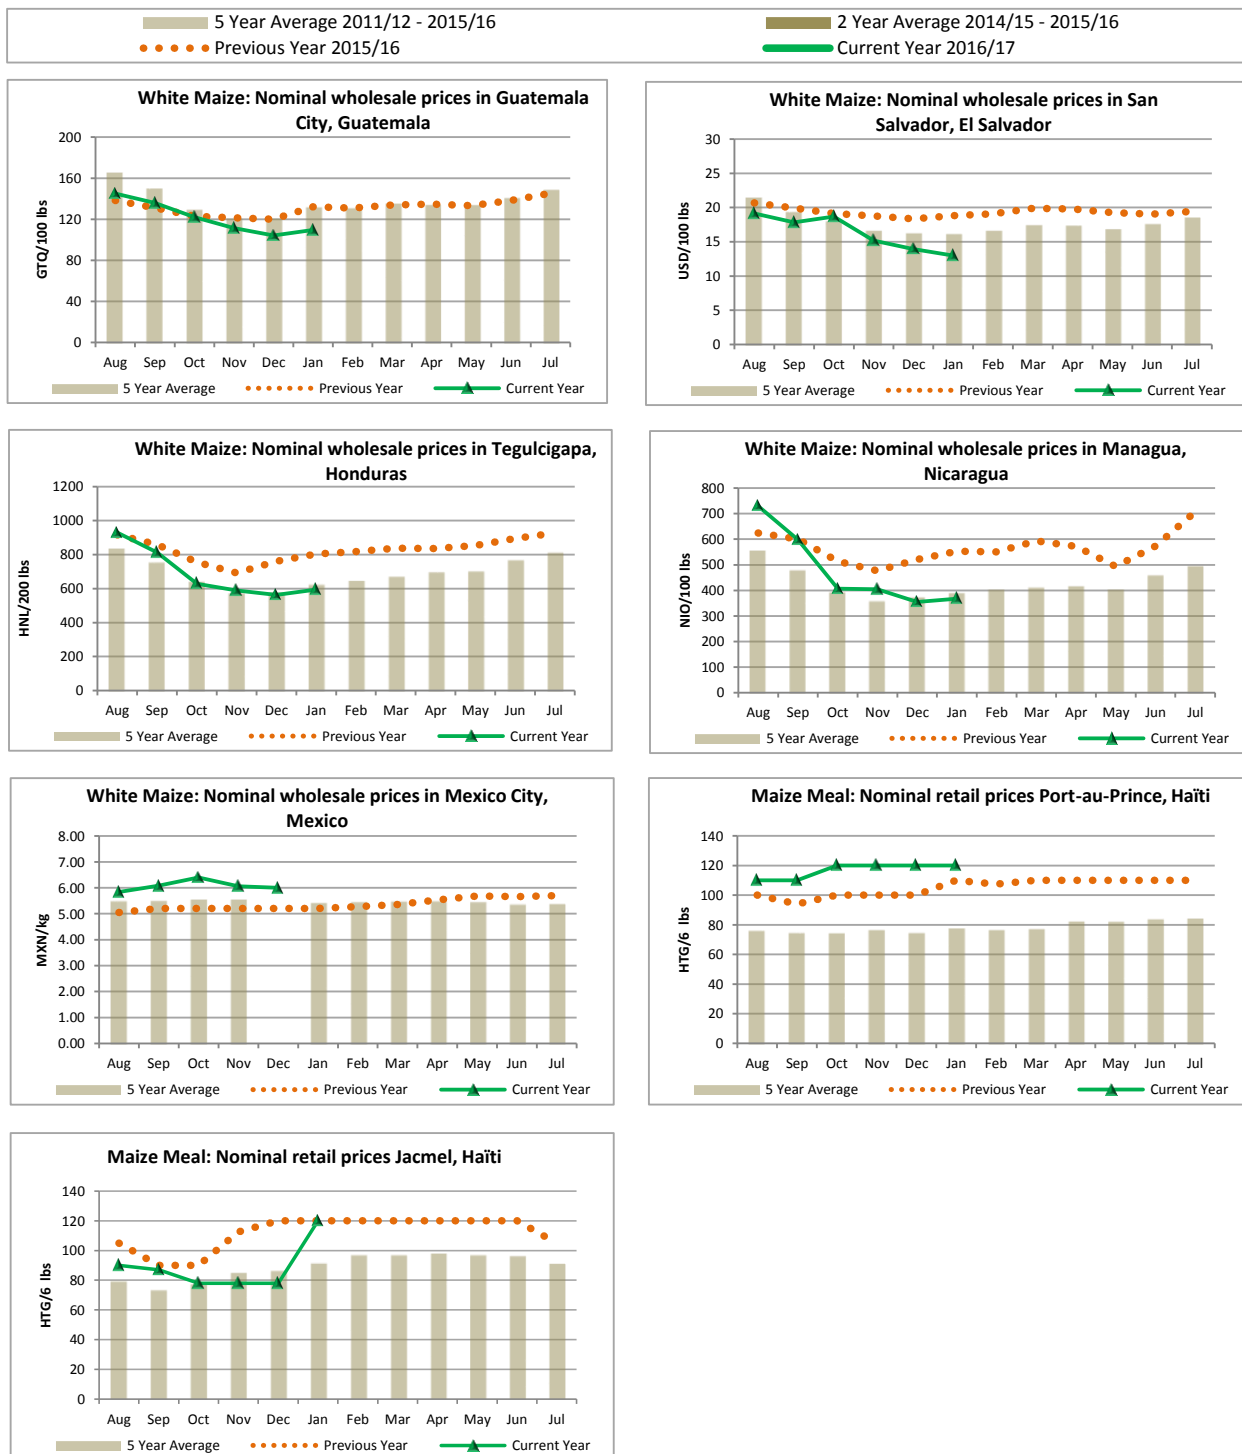 5 Year Average 2011/12 - 2015/16
2 Year Average 2014/15 - 2015/16
Previous Year 2015/16
Current Year 2016/17
White Maize: Nominal wholesale prices in Guatemala
City, Guatemala
GTQ/100 lbs
200
160
120
80
40
0
Aug Sep Oct Nov Dec Jan Feb Mar Apr May Jun Jul
5 Year Average Previous Year Current Year
White Maize: Nominal wholesale prices in San
Salvador, El Salvador
USD/100 lbs
30
25
20
15
10
5
0
Aug Sep Oct Nov Dec Jan Feb Mar Apr May Jun Jul
5 Year Average Previous Year Current Year
White Maize: Nominal wholesale prices in Tegulcigapa,
Honduras
HNL/200 lbs
1200
1000
800
600
400
200
0
Aug Sep Oct Nov Dec Jan Feb Mar Apr May Jun Jul
5 Year Average Previous Year Current Year
White Maize: Nominal wholesale prices in Managua,
Nicaragua
NIO/100 lbs
800
700
600
500
400
300
200
100
0
Aug Sep Oct Nov Dec Jan Feb Mar Apr May Jun Jul
5 Year Average Previous Year Current Year
White Maize: Nominal wholesale prices in Mexico City,
Mexico
MXN/kg
8.00
7.00
6.00
5.00
4.00
3.00
2.00
1.00
0.00
Aug Sep Oct Nov Dec Jan Feb Mar Apr May Jun Jul
5 Year Average Previous Year Current Year
Maize Meal: Nominal retail prices Port-au-Prince, Haïti
HTG/6 lbs
140
120
100
80
60
40
20
0
Aug Sep Oct Nov Dec Jan Feb Mar Apr May Jun Jul
5 Year Average Previous Year Current Year
Maize Meal: Nominal retail prices Jacmel, Haïti
HTG/6 lbs
140
120
100
80
60
40
20
0
Aug Sep Oct Nov Dec Jan Feb Mar Apr May Jun Jul
5 Year Average Previous Year Current Year